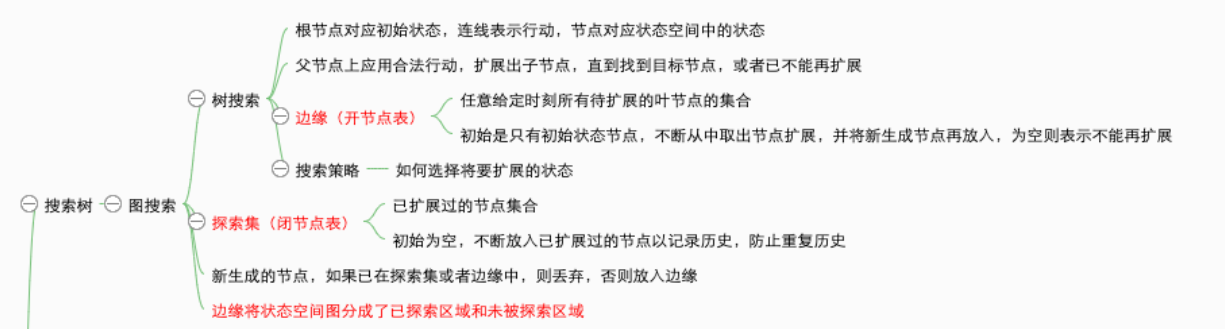 根节点对应初始状态，连线表示行动，节点对应状态空间中的状态
父节点上应用合法行动，扩展出子节点，直到找到目标节点，或者已不能再扩展
树搜索
边缘（开节点表）
任意给定时刻所有待扩展的叶节点的集合
初始是只有初始状态节点，不断从中取出节点扩展，并将新生成节点再放入，为空则表示不能再扩展
搜索策略
如何选择将要扩展的状态
搜索树
图搜索
探索集（闭节点表）
已扩展过的节点集合
初始为空，不断放入已扩展过的节点以记录历史，防止重复历史
新生成的节点，如果已在探索集或者边缘中，则丢弃，否则放入边缘
边缘将状态空间图分成了已探索区域和未被探索区域